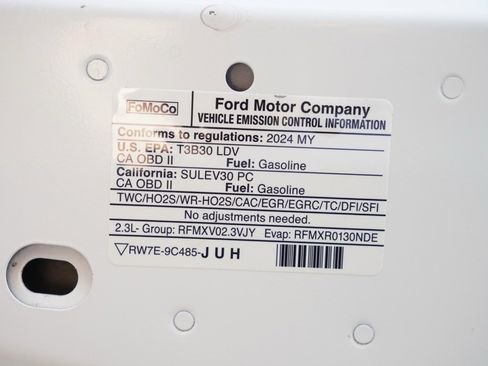 FoMoCo
Ford Motor Company
VEHICLE EMISSION CONTROL INFORMATION
Conforms to regulations: 2024 MY
U.S. EPA: T3B30 LDV
CA OBD II Fuel: Gasoline
California: SULEV30 PC
CA OBD II Fuel: Gasoline
TWC/HO2S/WR-HO2S/CAC/EGR/EGRC/TC/DFI/SFI
No adjustments needed.
2.3L- Group: RFMXV02.3VJY Evap: RFMXR0130NDE
RW7E-9C485-JUH